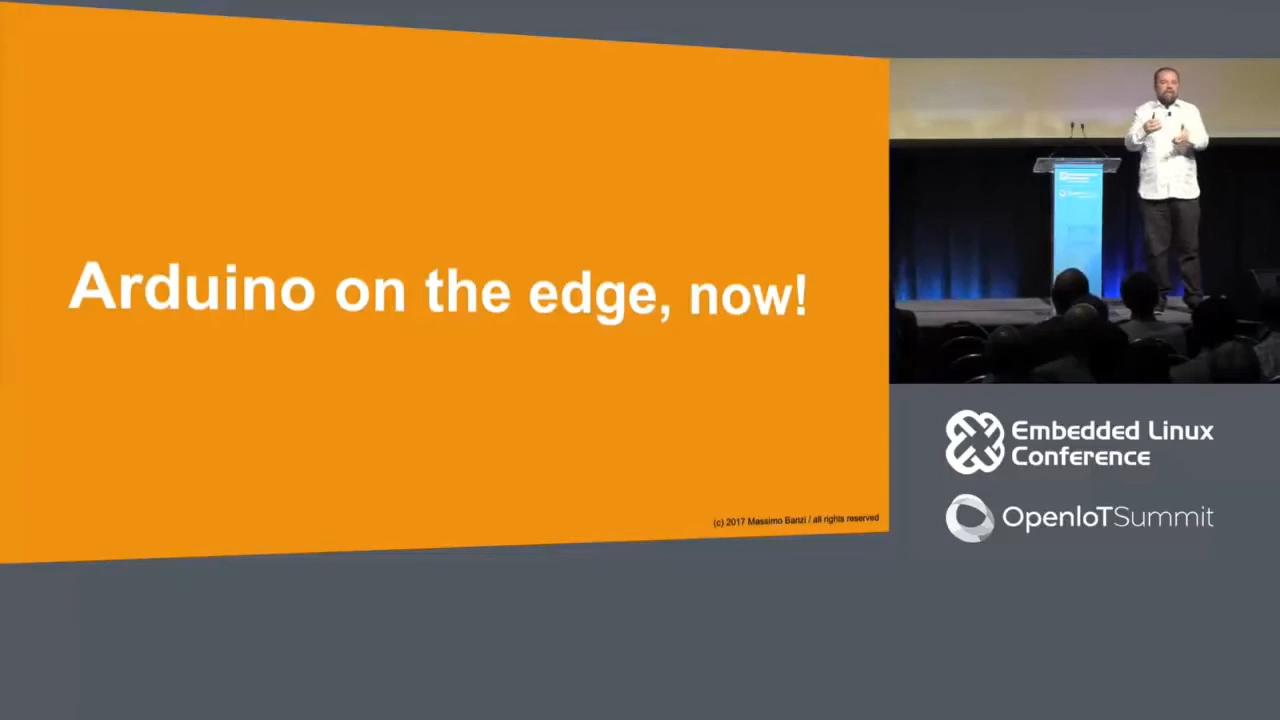 Arduino on the edge, now!
(c) 2017 Massimo Banzi / all rights reserved
Embedded Linux
Conference
OpenIoTSummit